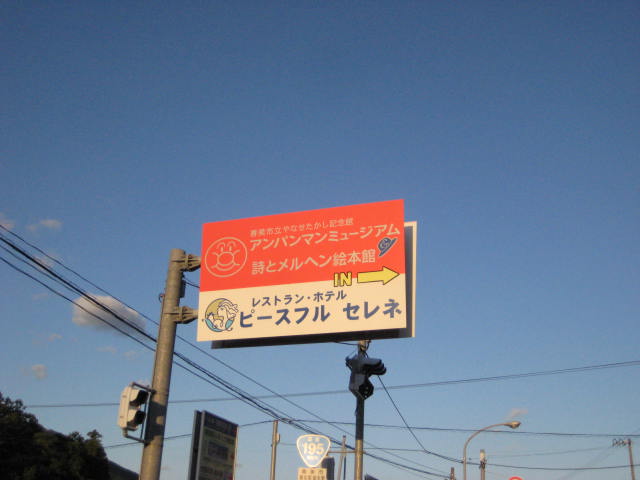 香美市立やなせたかし記念館
アンパンマンミュージアム
詩とメルヘン絵本館
IN
レストラン・ホテル
ピースフル セレネ
195